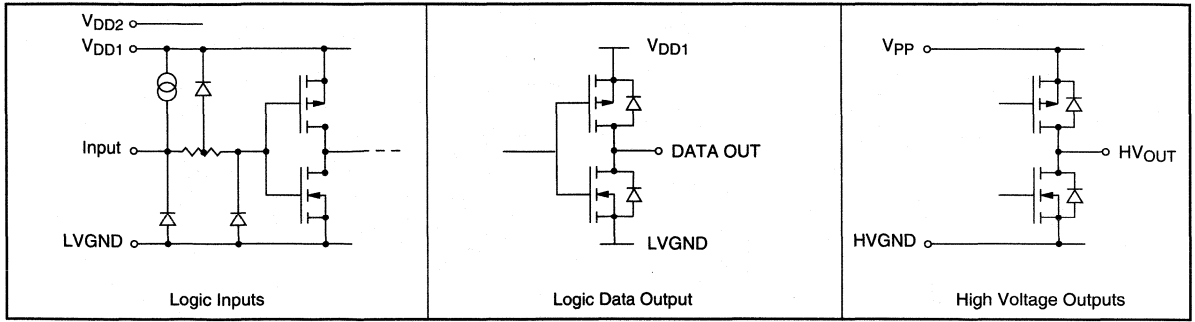 VDD2
VDD1
Input
LVGND
Logic Inputs
VDD1
DATA OUT
LVGND
Logic Data Output
VPP
HVOUT
HVGND
High Voltage Outputs